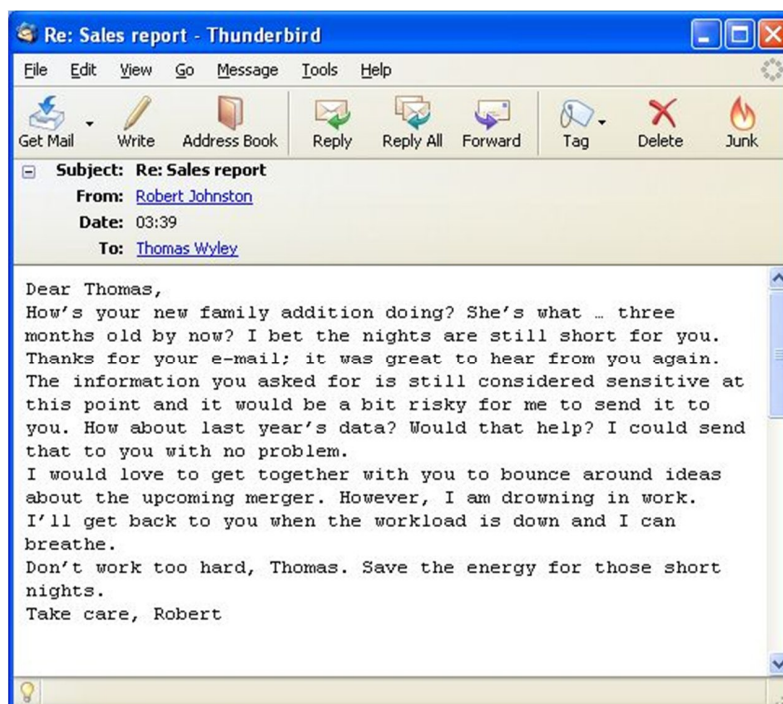 Re: Sales report - Thunderbird
File Edit View Go Message Tools Help
Get Mail Write Address Book Reply Reply All Forward Tag Delete Junk
Subject: Re: Sales report
From: Robert Johnston
Date: 03:39
To: Thomas Wyley
Dear Thomas,
How's your new family addition doing? She's what … three
months old by now? I bet the nights are still short for you.
Thanks for your e-mail; it was great to hear from you again.
The information you asked for is still considered sensitive at
this point and it would be a bit risky for me to send it to
you. How about last year's data? Would that help? I could send
that to you with no problem.
I would love to get together with you to bounce around ideas
about the upcoming merger. However, I am drowning in work.
I'll get back to you when the workload is down and I can
breathe.
Don't work too hard, Thomas. Save the energy for those short
nights.
Take care, Robert